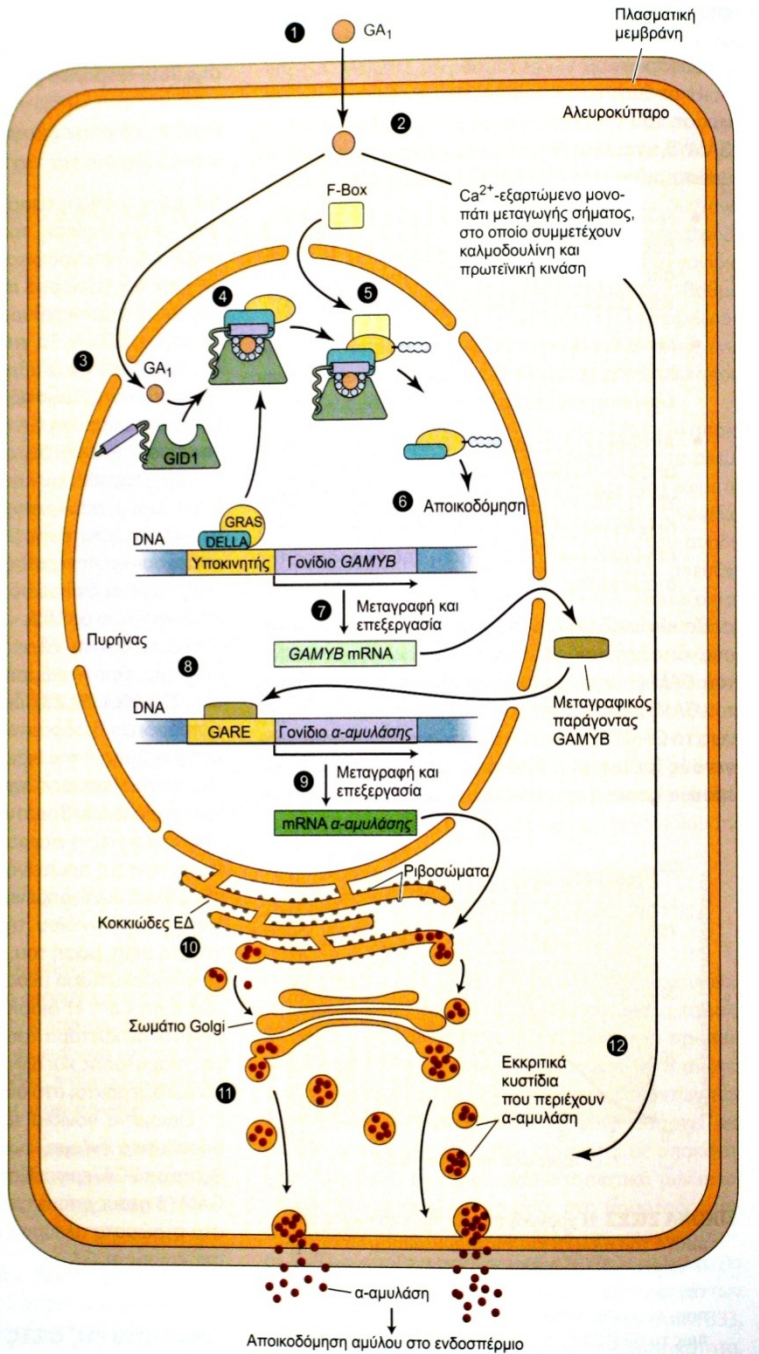 Πλασματική
μεμβράνη
1
GA1
Αλευροκύτταρο
2
F-Box
Ca2+-εξαρτώμενο μονο-
πάτι μεταγωγής σήματος,
στο οποίο συμμετέχουν
καλμοδουλίνη και
πρωτεϊνική κινάση
4
5
3
GA1
GID1
6
Αποικοδόμηση
GRAS
DELLA
DNA
Υποκινητής
Γονίδιο GAMYB
7
Μεταγραφή και
επεξεργασία
Πυρήνας
GAMYB mRNA
8
DNA
GARE
Γονίδιο α-αμυλάσης
Μεταγραφικός
παράγοντας
GAMYB
9
Μεταγραφή και
επεξεργασία
mRNA α-αμυλάσης
Ριβοσώματα
Κοκκιώδες ΕΔ
10
Σωμάτιο Golgi
12
11
Εκκριτικά
κυστίδια
που περιέχουν
α-αμυλάση
α-αμυλάση
Αποικοδόμηση αμύλου στο ενδοσπέρμιο